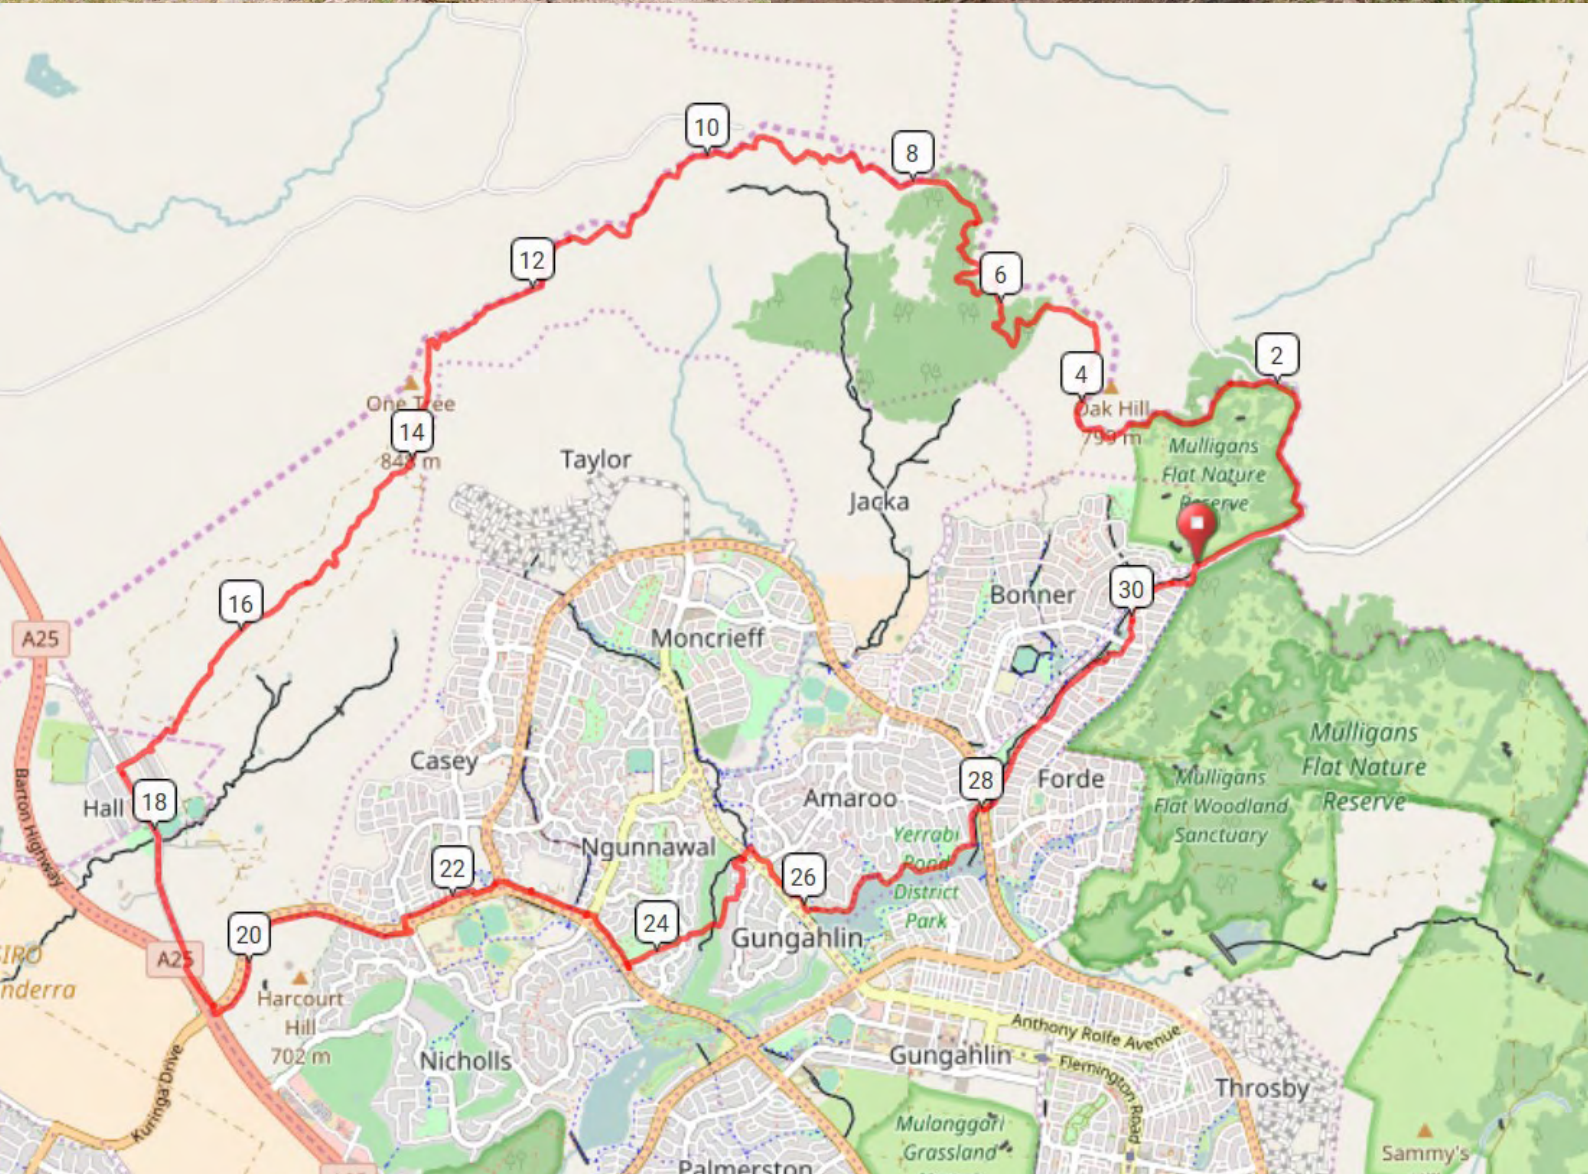 10
8
12
6
2
4
One Tree
14
848 m
Oak Hill
799 m
Mulligans
Flat Nature
Reserve
Taylor
Jacka
16
A25
Bonner
30
Moncrieff
Casey
Hall
18
Barton Highway
Amaroo
28
Forde
Mulligans
Flat Nature
Reserve
Mulligans
Flat Woodland
Sanctuary
Ngunnawal
Yerrabi
Pond
District
Park
22
26
24
20
Gungahlin
A25
Harcourt
Hill
702 m
Kuringa Drive
Nicholls
Anthony Rolfe Avenue
Gungahlin
Flemington Road
Throsby
Mulanggari
Grassland
Sammy's
Palmerston